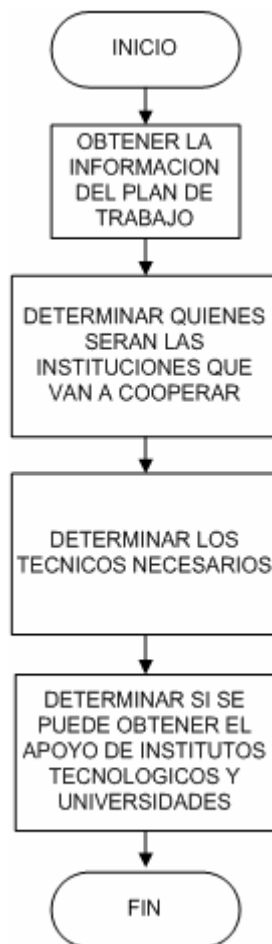 INICIO
OBTENER LA
INFORMACION
DEL PLAN DE
TRABAJO
DETERMINAR QUIENES
SERAN LAS
INSTITUCIONES QUE
VAN A COOPERAR
DETERMINAR LOS
TECNICOS NECESARIOS
DETERMINAR SI SE
PUEDE OBTENER EL
APOYO DE INSTITUTOS
TECNOLOGICOS Y
UNIVERSIDADES
FIN